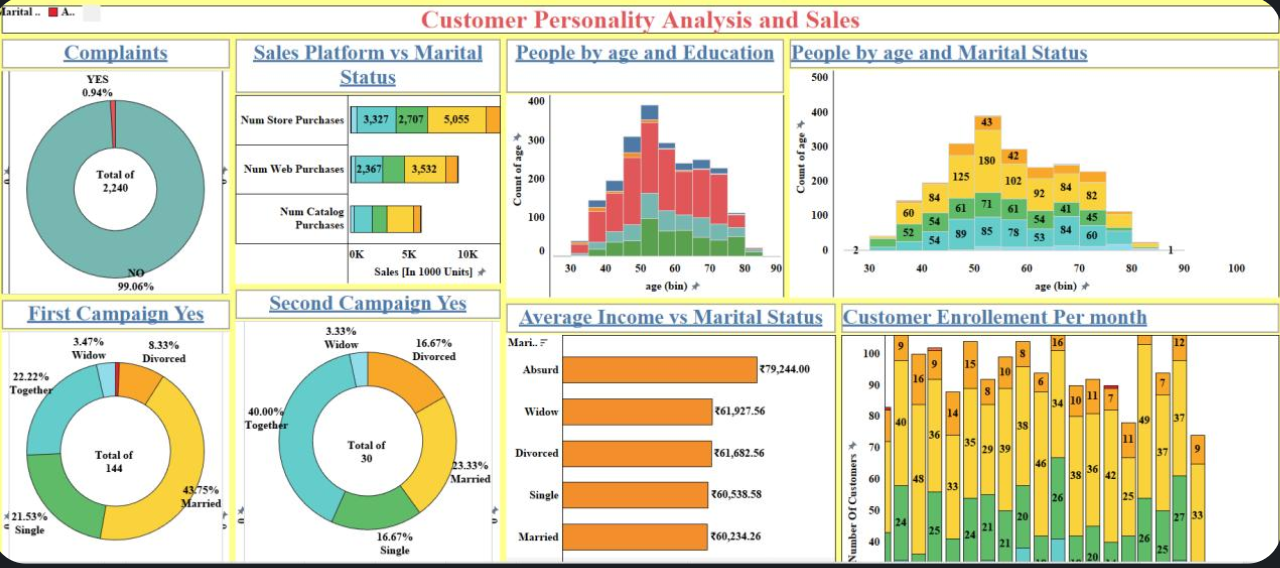 Marital ..
A..
Customer Personality Analysis and Sales
Complaints
YES
0.94%
Total of
2,240
NO
99.06%
Sales Platform vs Marital
Status
Num Store Purchases
3,327
2,707
5,055
Num Web Purchases
2,367
3,532
Num Catalog
Purchases
0K
5K
10K
Sales [In 1000 Units]
People by age and Education
Count of age
400
300
200
100
0
30
40
50
60
70
80
90
age (bin)
People by age and Marital Status
Count of age
500
400
300
200
100
0
2
60
52
84
54
54
125
61
89
43
180
71
85
42
102
61
78
92
54
53
84
41
84
82
45
60
1
30
40
50
60
70
80
90
100
age (bin)
First Campaign Yes
3.47%
Widow
8.33%
Divorced
22.22%
Together
Total of
144
43.75%
Married
21.53%
Single
Second Campaign Yes
3.33%
Widow
16.67%
Divorced
40.00%
Together
Total of
30
23.33%
Married
16.67%
Single
Average Income vs Marital Status
Mari..
Absurd
₹79,244.00
Widow
₹61,927.56
Divorced
₹61,682.56
Single
₹60,538.58
Married
₹60,234.26
Customer Enrollement Per month
Number Of Customers
100
90
80
70
60
50
40
9
40
24
16
48
9
36
25
14
33
15
35
24
8
29
21
10
39
21
8
38
20
6
46
16
34
26
10
38
11
36
20
7
42
11
25
49
26
7
37
25
12
37
27
9
33